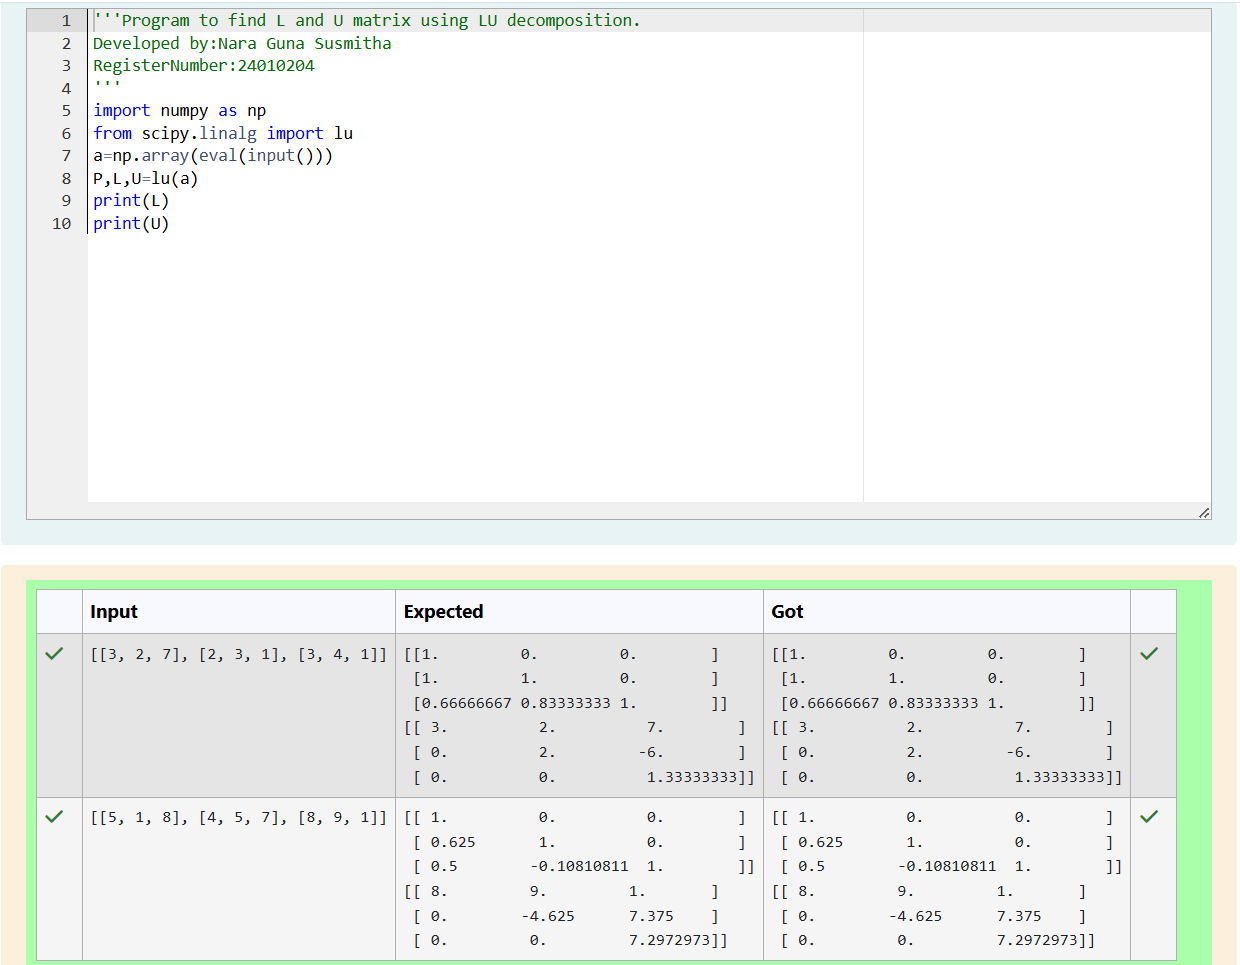 1 '''Program to find L and U matrix using LU decomposition.
2 Developed by:Nara Guna Susmitha
3 RegisterNumber:24010204
4 '''
5 import numpy as np
6 from scipy.linalg import lu
7 a=np.array(eval(input()))
8 P,L,U=lu(a)
9 print(L)
10 print(U)
Input Expected Got
[[3, 2, 7], [2, 3, 1], [3, 4, 1]] [[1. 0. 0. ] [[1. 0. 0. ]
[1. 1. 0. ] [1. 1. 0. ]
[0.66666667 0.83333333 1. ]] [0.66666667 0.83333333 1. ]]
[[ 3. 2. 7. ] [[ 3. 2. 7. ]
[ 0. 2. -6. ] [ 0. 2. -6. ]
[ 0. 0. 1.33333333]] [ 0. 0. 1.33333333]]
[[5, 1, 8], [4, 5, 7], [8, 9, 1]] [[ 1. 0. 0. ] [[ 1. 0. 0. ]
[ 0.625 1. 0. ] [ 0.625 1. 0. ]
[ 0.5 -0.10810811 1. ]] [ 0.5 -0.10810811 1. ]]
[[ 8. 9. 1. ] [[ 8. 9. 1. ]
[ 0. -4.625 7.375 ] [ 0. -4.625 7.375 ]
[ 0. 0. 7.2972973]] [ 0. 0. 7.2972973]]